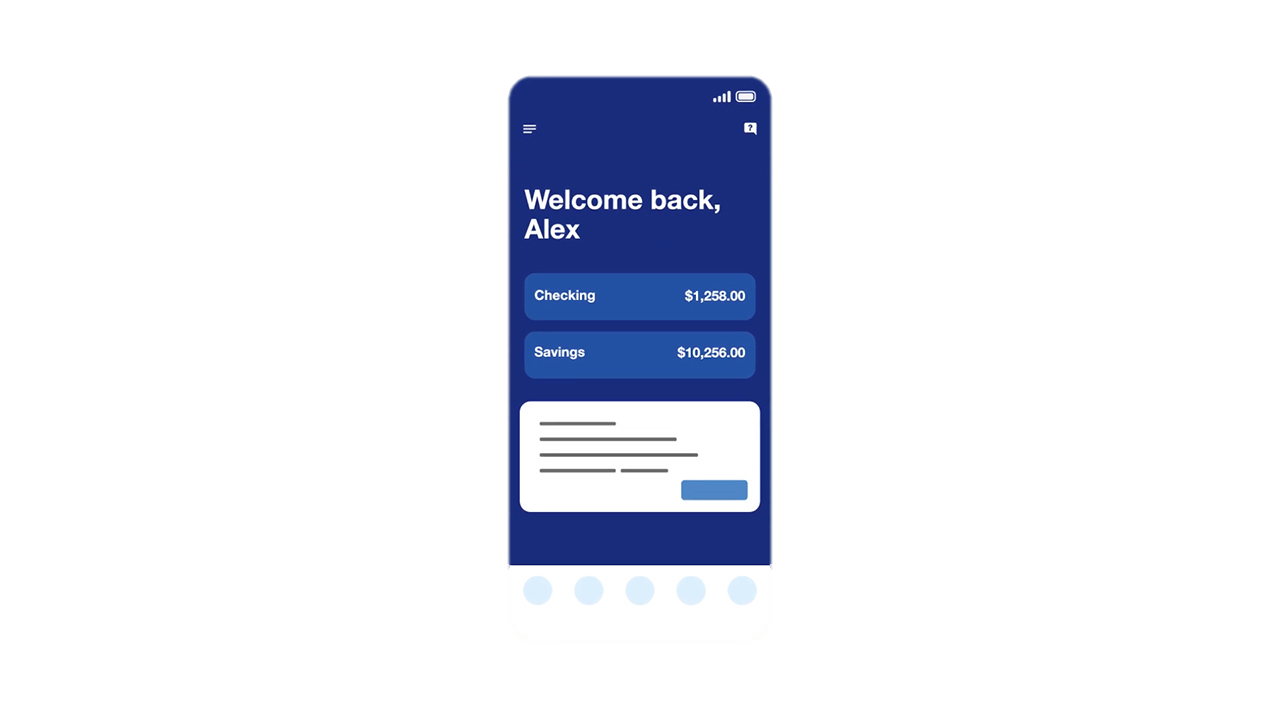 Welcome back,
Alex
Checking $1,258.00
Savings $10,256.00